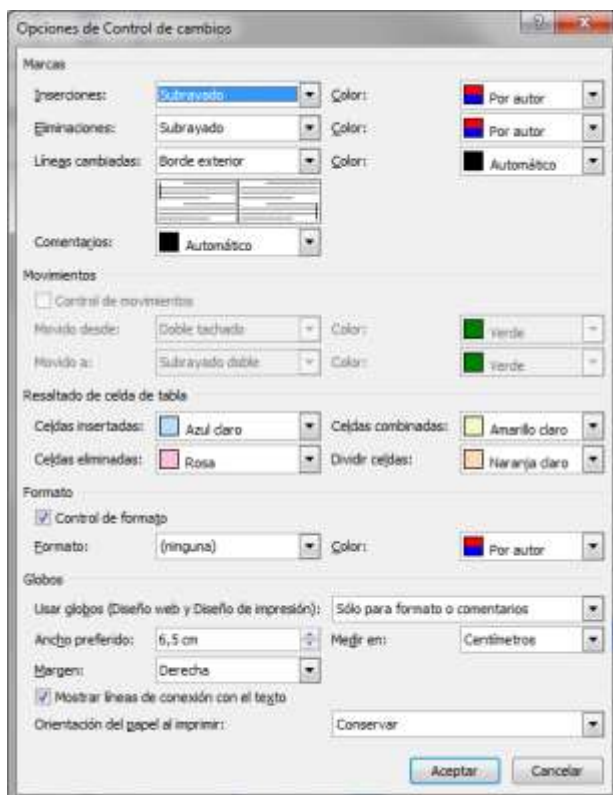 Opciones de Control de cambios
Marcas
Inserciones: Subrayado Color: Por autor
Eliminaciones: Subrayado Color: Por autor
Líneas cambiadas: Borde exterior Color: Automático
Comentarios: Automático
Movimientos
Control de movimientos
Movido desde: Doble tachado Color: Verde
Movido a: Subrayado doble Color: Verde
Resaltado de celda de tabla
Celdas insertadas: Azul claro Celdas combinadas: Amarillo claro
Celdas eliminadas: Rosa Dividir celdas: Naranja claro
Formato
Control de formato
Formato: (ninguna) Color: Por autor
Globos
Usar globos (Diseño web y Diseño de impresión): Sólo para formato o comentarios
Ancho preferido: 6,5 cm Medir en: Centímetros
Margen: Derecha
Mostrar líneas de conexión con el texto
Orientación del papel al imprimir: Conservar
Aceptar Cancelar